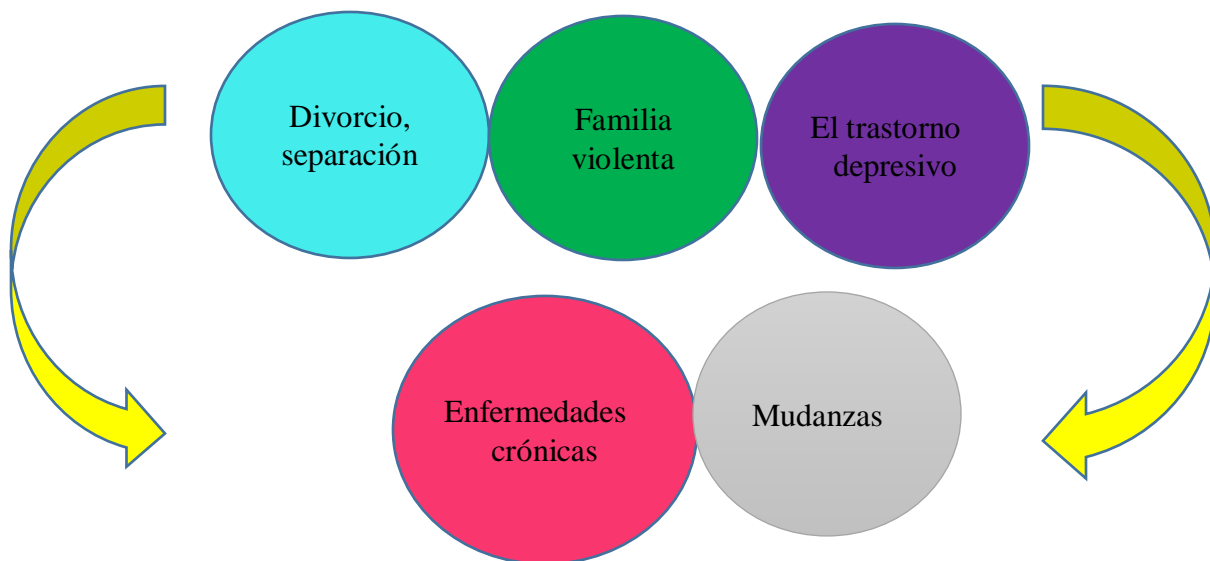 Divorcio,
separación
Familia
violenta
El trastorno
depresivo
Enfermedades
crónicas
Mudanzas